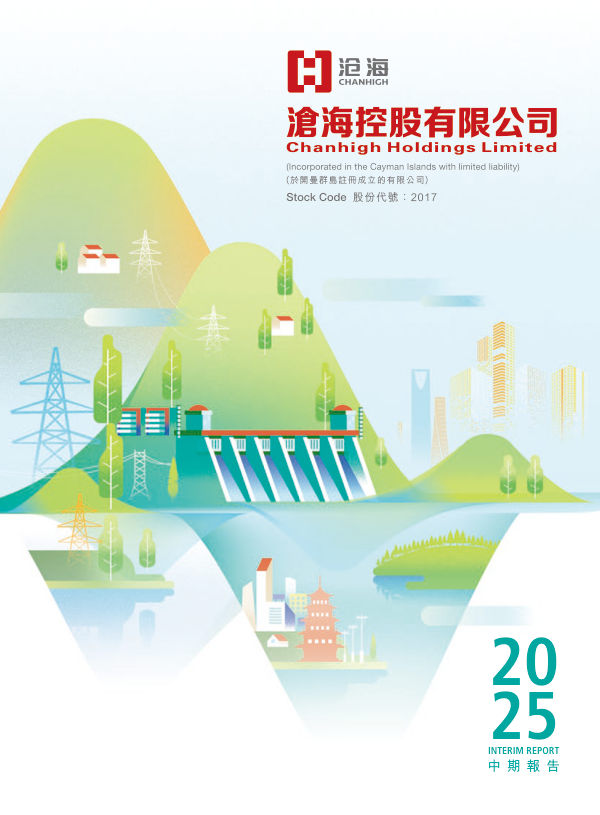 沧海
CHANHIGH
滄海控股有限公司
Chanhigh Holdings Limited
(Incorporated in the Cayman Islands with limited liability)
(於開曼群島註冊成立的有限公司)
Stock Code 股份代號：2017
20
25
INTERIM REPORT
中期報告